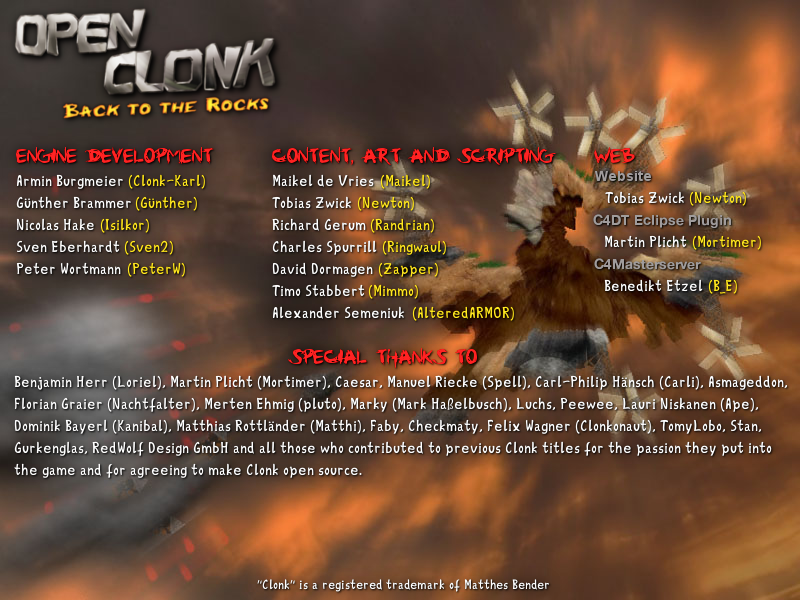 OPEN
CLONK
BACK TO THE ROCKS
ENGINE DEVELOPMENT
Armin Burgmeier (Clonk-Karl)
Günther Brammer (Günther)
Nicolas Hake (Isilkor)
Sven Eberhardt (Sven2)
Peter Wortmann (PeterW)
CONTENT, ART AND SCRIPTING
Maikel de Vries (Maikel)
Tobias Zwick (Newton)
Richard Gerum (Randrian)
Charles Spurrill (Ringwaul)
David Dormagen (Zapper)
Timo Stabbert (Mimmo)
Alexander Semeniuk (AlteredARMOR)
WEB
Website
Tobias Zwick (Newton)
C4DT Eclipse Plugin
Martin Plicht (Mortimer)
C4Masterserver
Benedikt Etzel (B_E)
SPECIAL THANKS TO
Benjamin Herr (Loriel), Martin Plicht (Mortimer), Caesar, Manuel Riecke (Spell), Carl-Philip Hänsch (Carli), Asmageddon,
Florian Graier (Nachtfalter), Merten Ehmig (pluto), Marky (Mark Haßelbusch), Luchs, Peewee, Lauri Niskanen (Ape),
Dominik Bayerl (Kanibal), Matthias Rottländer (Matthi), Faby, Checkmaty, Felix Wagner (Clonkonaut), TomyLobo, Stan,
Gurkenglas, RedWolf Design GmbH and all those who contributed to previous Clonk titles for the passion they put into
the game and for agreeing to make Clonk open source.
"Clonk" is a registered trademark of Matthes Bender